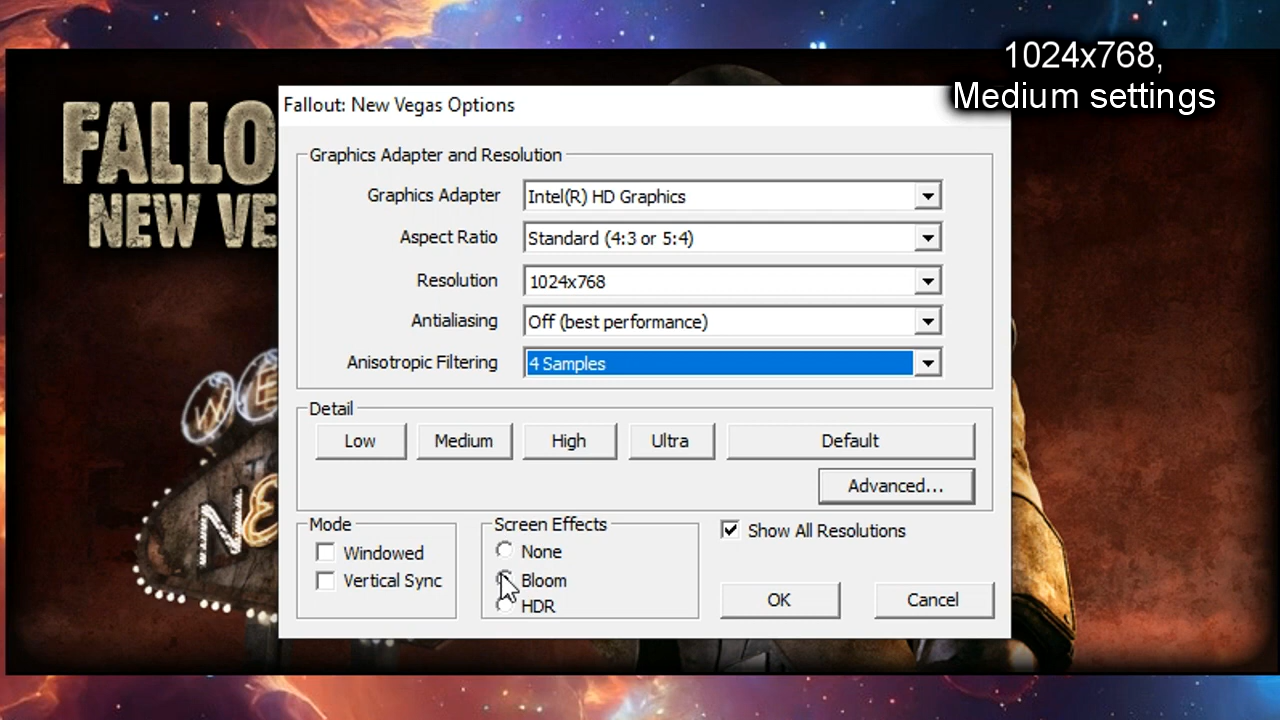 1024x768,
Medium settings
FALLO
NEW VE
Fallout: New Vegas Options
Graphics Adapter and Resolution
Graphics Adapter Intel(R) HD Graphics
Aspect Ratio Standard (4:3 or 5:4)
Resolution 1024x768
Antialiasing Off (best performance)
Anisotropic Filtering 4 Samples
Detail
Low Medium High Ultra Default
Advanced...
Mode
Windowed
Vertical Sync
Screen Effects
None
Bloom
HDR
Show All Resolutions
OK Cancel
WE
NE